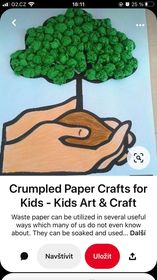 O2.CZ
18:11
25 %
Crumpled Paper Crafts for
Kids - Kids Art & Craft
Waste paper can be utilized in several useful
ways which many of us do not even know
about. They can be soaked and used... Další
Navštívit
Uložit